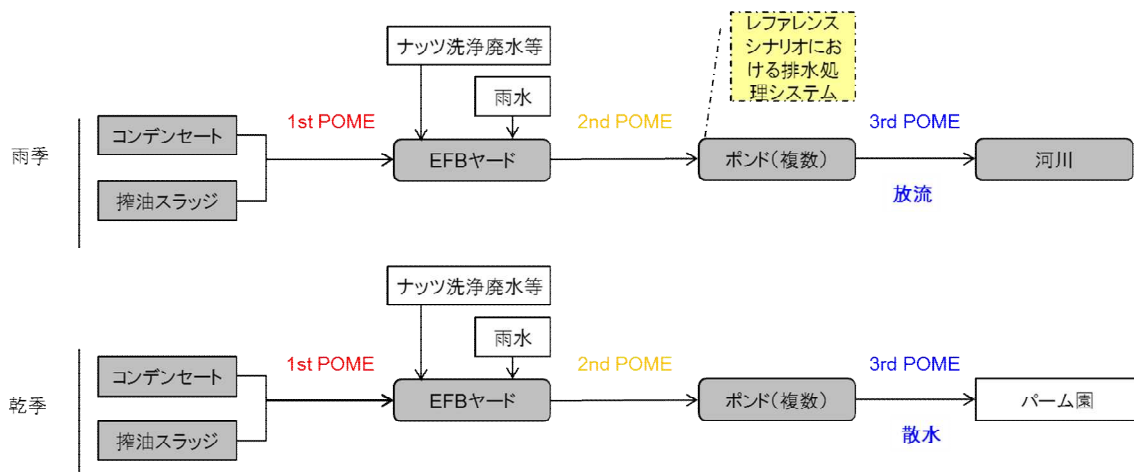 レファレンス
シナリオにお
ける排水処
理システム
ナッツ洗浄廃水等
雨水
雨季
コンデンセート
搾油スラッジ
1st POME
EFBヤード
2nd POME
ポンド(複数)
3rd POME
放流
河川
ナッツ洗浄廃水等
雨水
乾季
コンデンセート
搾油スラッジ
1st POME
EFBヤード
2nd POME
ポンド(複数)
3rd POME
散水
パーム園